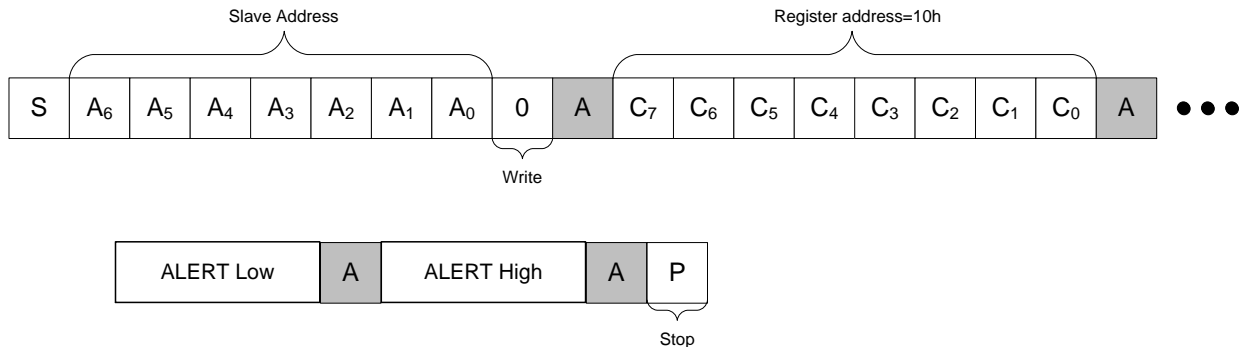 Slave Address Register address=10h
S A6 A5 A4 A3 A2 A1 A0 0 A C7 C6 C5 C4 C3 C2 C1 C0 A
Write
ALERT Low A ALERT High A P
Stop